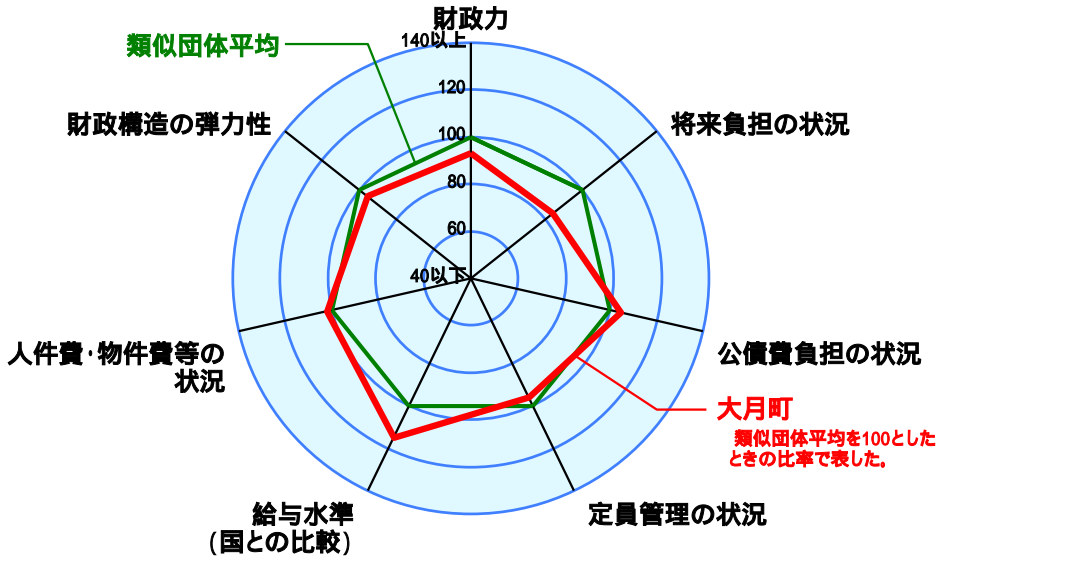 財政力
類似団体平均
140以上
120
100
80
60
40以下
財政構造の弾力性
将来負担の状況
人件費・物件費等の
状況
公債費負担の状況
大月町
類似団体平均を100とした
ときの比率で表した。
給与水準
(国との比較)
定員管理の状況